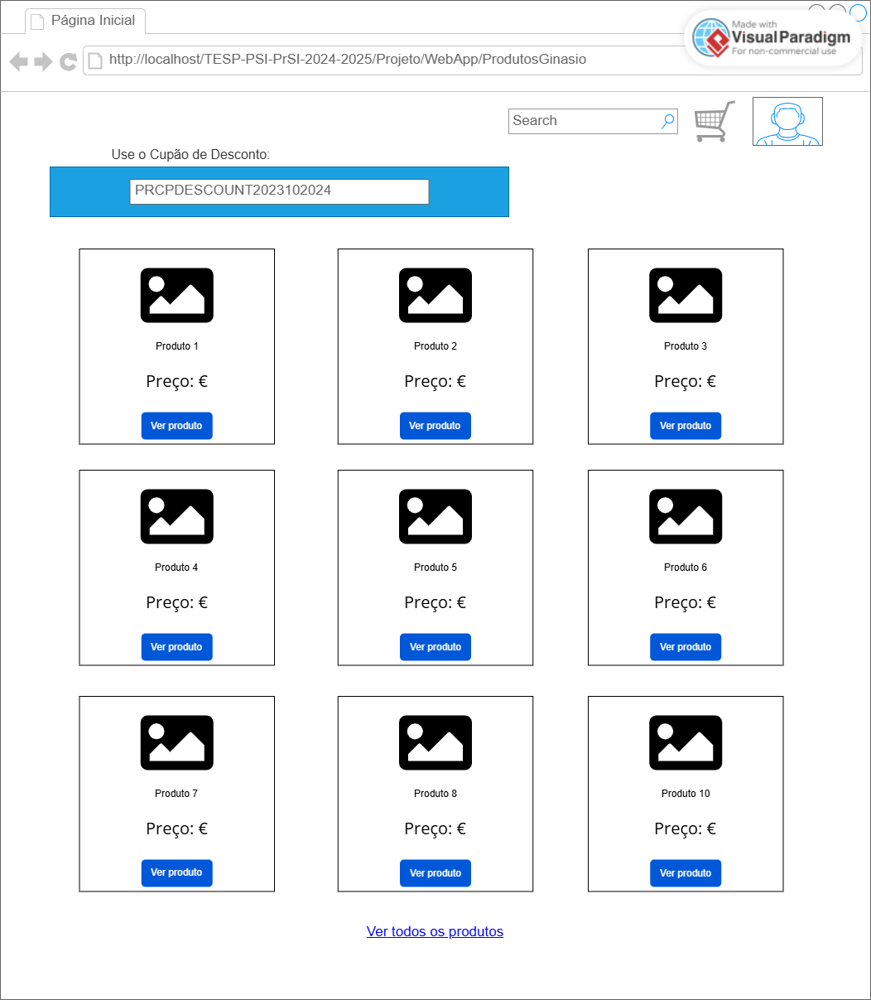 Página Inicial
Made with
VisualParadigm
For non-commercial use
http://localhost/TESP-PSI-PrSI-2024-2025/Projeto/WebApp/ProdutosGinasio
Search
Use o Cupão de Desconto:
PRCPDESCOUNT2023102024
Produto 1
Preço: €
Ver produto
Produto 2
Preço: €
Ver produto
Produto 3
Preço: €
Ver produto
Produto 4
Preço: €
Ver produto
Produto 5
Preço: €
Ver produto
Produto 6
Preço: €
Ver produto
Produto 7
Preço: €
Ver produto
Produto 8
Preço: €
Ver produto
Produto 10
Preço: €
Ver produto
Ver todos os produtos